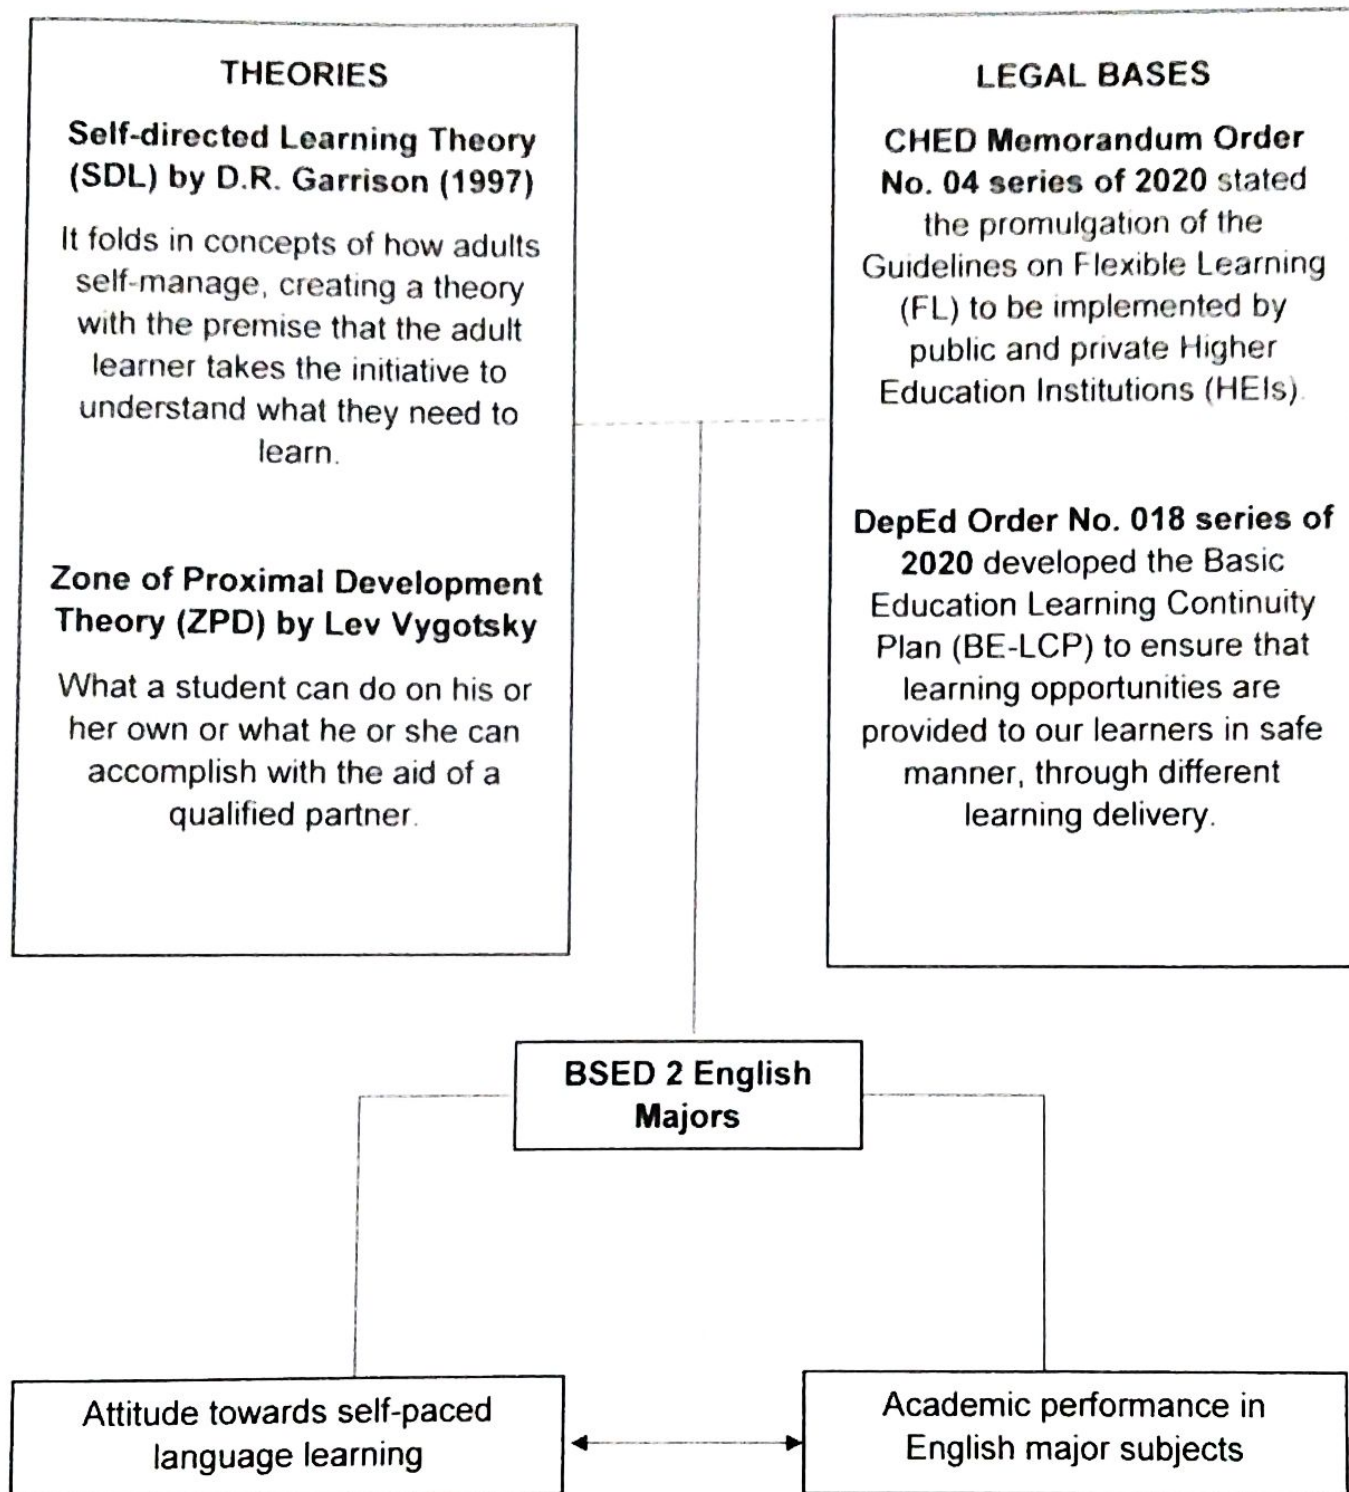 THEORIES
Self-directed Learning Theory
(SDL) by D.R. Garrison (1997)
It folds in concepts of how adults
self-manage, creating a theory
with the premise that the adult
learner takes the initiative to
understand what they need to
learn.
Zone of Proximal Development
Theory (ZPD) by Lev Vygotsky
What a student can do on his or
her own or what he or she can
accomplish with the aid of a
qualified partner.
LEGAL BASES
CHED Memorandum Order
No. 04 series of 2020 stated
the promulgation of the
Guidelines on Flexible Learning
(FL) to be implemented by
public and private Higher
Education Institutions (HEIs).
DepEd Order No. 018 series of
2020 developed the Basic
Education Learning Continuity
Plan (BE-LCP) to ensure that
learning opportunities are
provided to our learners in safe
manner, through different
learning delivery.
BSED 2 English
Majors
Attitude towards self-paced
language learning
Academic performance in
English major subjects